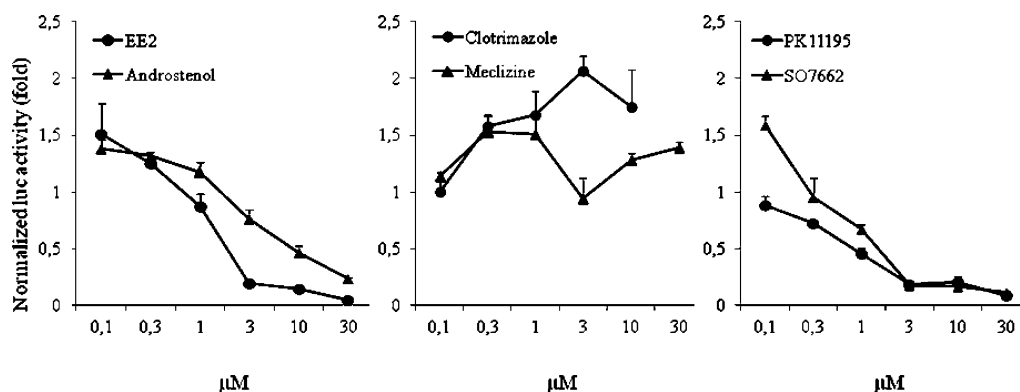 Normalized luc activity (fold)
2,5
2
1,5
1
0,5
0
EE2
Androstenol
0,1 0,3 1 3 10 30
µM
2,5
2
1,5
1
0,5
0
Clotrimazole
Meclizine
0,1 0,3 1 3 10 30
µM
2,5
2
1,5
1
0,5
0
PK11195
SO7662
0,1 0,3 1 3 10 30
µM